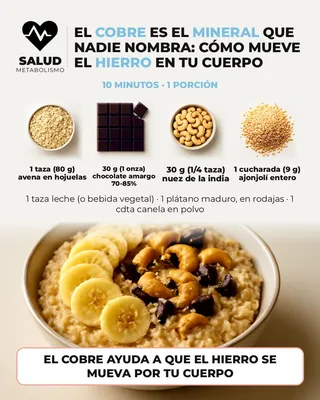 SALUD
METABOLISMO
EL COBRE ES EL MINERAL QUE
NADIE NOMBRA: CÓMO MUEVE
EL HIERRO EN TU CUERPO
10 MINUTOS · 1 PORCIÓN
1 taza (80 g)
avena en hojuelas
30 g (1 onza)
chocolate amargo
70-85%
30 g (1/4 taza)
nuez de la india
1 cucharada (9 g)
ajonjolí entero
1 taza leche (o bebida vegetal) · 1 plátano maduro, en rodajas · 1
cdta canela en polvo
EL COBRE AYUDA A QUE EL HIERRO SE
MUEVA POR TU CUERPO